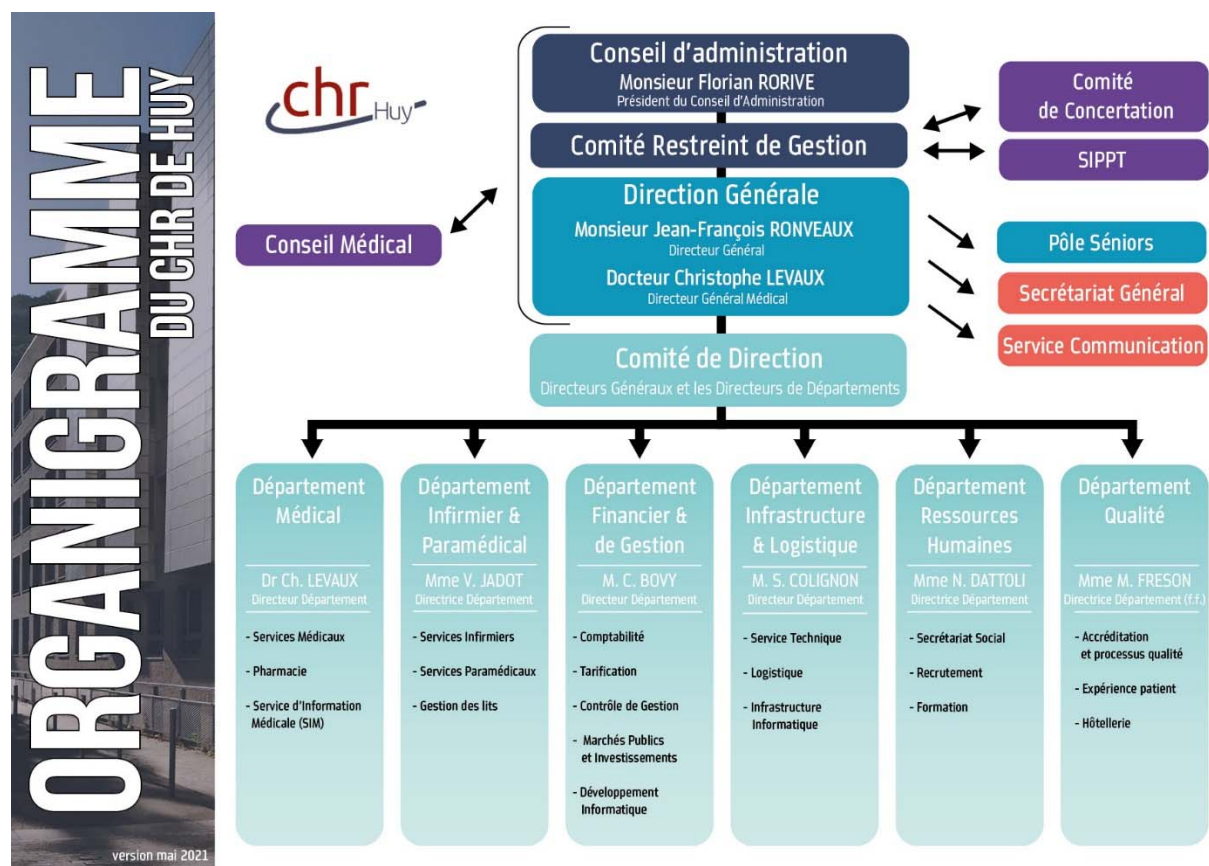 ORGANIGRAMME
DU CHR DE HUY
version mai 2021
chr
Huy
Conseil d'administration
Monsieur Florian RORIVE
Président du Conseil d'Administration
Comité Restreint de Gestion
Direction Générale
Monsieur Jean-François RONVEAUX
Directeur Général
Docteur Christophe LEVAUX
Directeur Général Médical
Conseil Médical
Comité
de Concertation
SIPPT
Pôle Séniors
Secrétariat Général
Service Communication
Comité de Direction
Directeurs Généraux et les Directeurs de Départements
Département
Médical
Dr Ch. LEVAUX
Directeur Département
- Services Médicaux
- Pharmacie
- Service d'Information
Médicale (SIM)
Département
Infirmier &
Paramédical
Mme V. JADOT
Directrice Département
- Services Infirmiers
- Services Paramédicaux
- Gestion des lits
Département
Financier &
de Gestion
M. C. BOVY
Directeur Département
- Comptabilité
- Tarification
- Contrôle de Gestion
- Marchés Publics
et Investissements
- Développement
Informatique
Département
Infrastructure
& Logistique
M. S. COLIGNON
Directeur Département
- Service Technique
- Logistique
- Infrastructure
Informatique
Département
Ressources
Humaines
Mme N. DATTOLI
Directrice Département
- Secrétariat Social
- Recrutement
- Formation
Département
Qualité
Mme M. FRESON
Directrice Département (f.f.)
- Accréditation
et processus qualité
- Expérience patient
- Hôtellerie